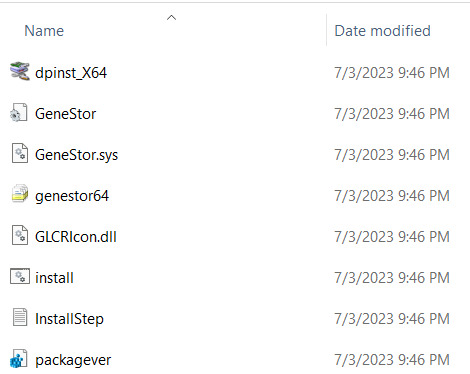 Name Date modified
dpinst_X64 7/3/2023 9:46 PM
GeneStor 7/3/2023 9:46 PM
GeneStor.sys 7/3/2023 9:46 PM
genestor64 7/3/2023 9:46 PM
GLCRIcon.dll 7/3/2023 9:46 PM
install 7/3/2023 9:46 PM
InstallStep 7/3/2023 9:46 PM
packagever 7/3/2023 9:46 PM